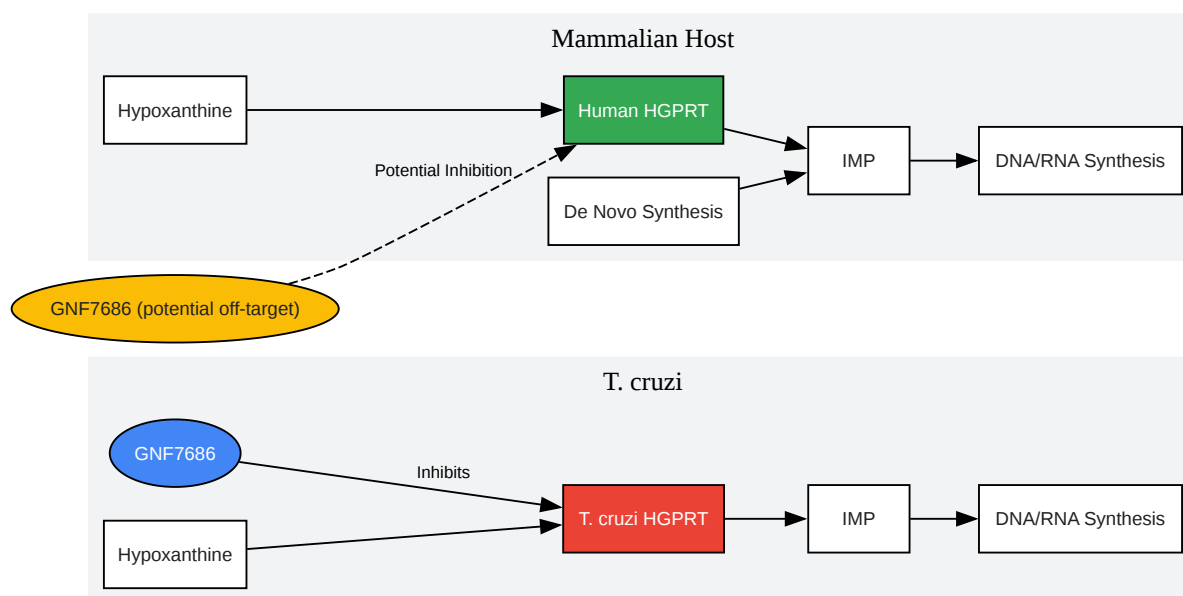 Mammalian Host
Hypoxanthine
Human HGPRT
Potential Inhibition
IMP
DNA/RNA Synthesis
De Novo Synthesis
GNF7686 (potential off-target)
T. cruzi
GNF7686
Inhibits
T. cruzi HGPRT
IMP
DNA/RNA Synthesis
Hypoxanthine